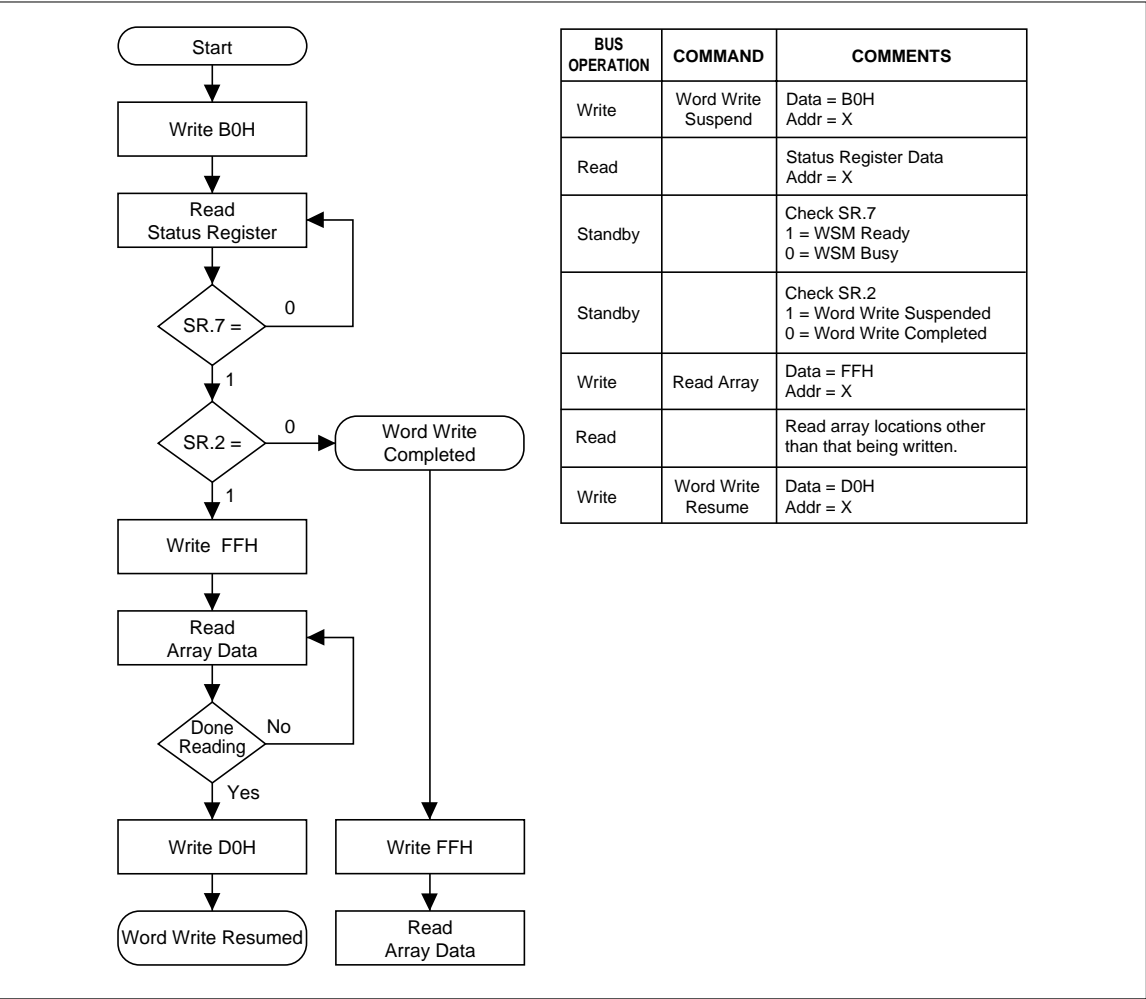 Start
Write B0H
Read
Status Register
SR.7 =
0
1
SR.2 =
0
Word Write
Completed
1
Write FFH
Read
Array Data
Done
Reading
No
Yes
Write D0H
Write FFH
Word Write Resumed
Read
Array Data
BUS
OPERATION
COMMAND
COMMENTS
Write
Word Write
Suspend
Data = B0H
Addr = X
Read
Status Register Data
Addr = X
Standby
Check SR.7
1 = WSM Ready
0 = WSM Busy
Standby
Check SR.2
1 = Word Write Suspended
0 = Word Write Completed
Write
Read Array
Data = FFH
Addr = X
Read
Read array locations other
than that being written.
Write
Word Write
Resume
Data = D0H
Addr = X